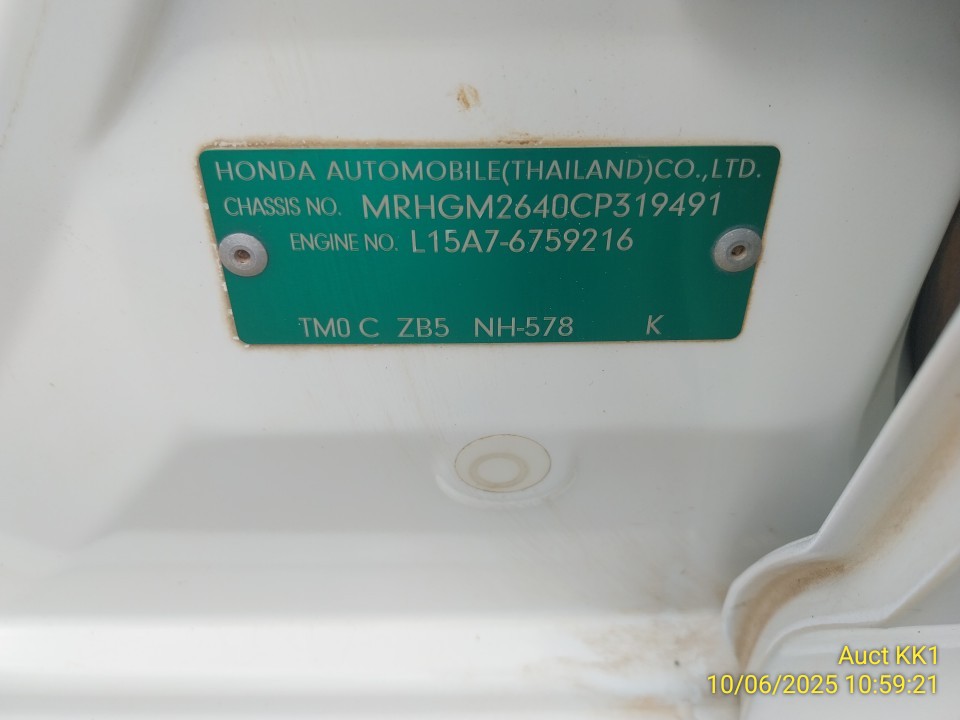 HONDA AUTOMOBILE(THAILAND)CO.,LTD.
CHASSIS NO. MRHGM2640CP319491
ENGINE NO. L15A7-6759216
TM0 C ZB5 NH-578 K
Auct KK1
10/06/2025 10:59:21